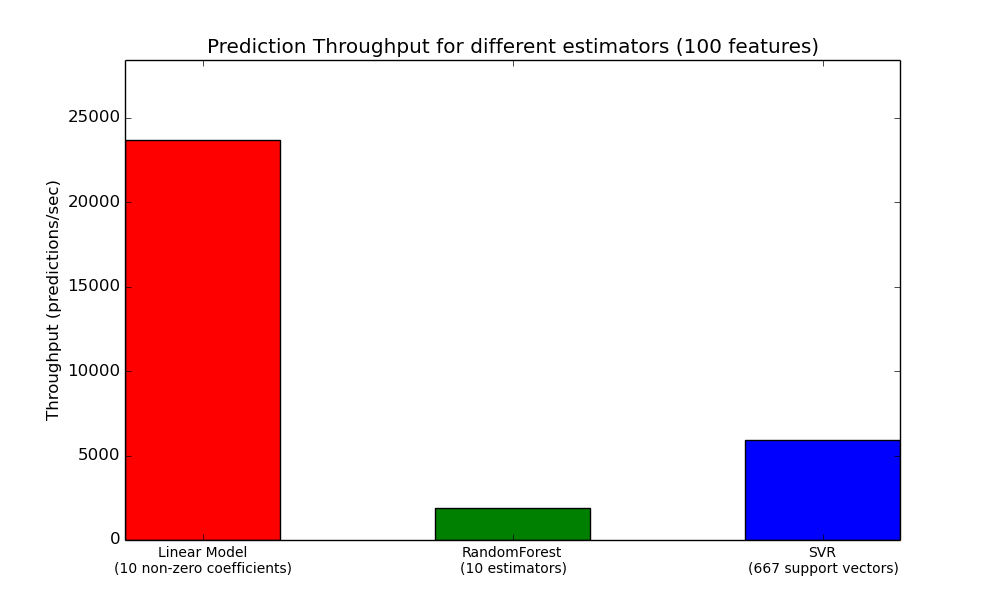 Prediction Throughput for different estimators (100 features)
Throughput (predictions/sec)
25000
20000
15000
10000
5000
0
Linear Model
(10 non-zero coefficients)
RandomForest
(10 estimators)
SVR
(667 support vectors)